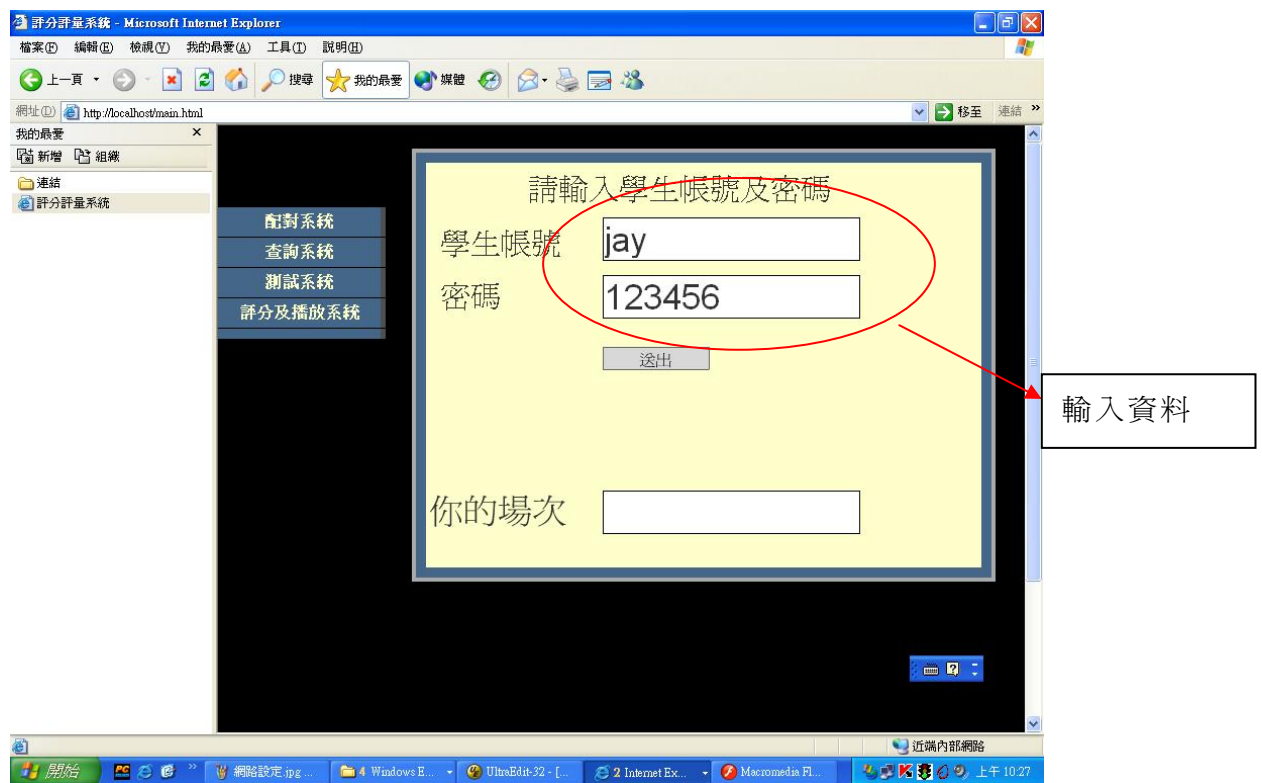 評分評量系統 - Microsoft Internet Explorer
檔案(F) 編輯(E) 檢視(V) 我的最愛(A) 工具(T) 說明(H)
上一頁 搜尋 我的最愛 媒體
網址(D) http://localhost/main.html 移至 連結 »
我的最愛 ×
新增 組織
連結
評分評量系統
配對系統
查詢系統
測試系統
評分及播放系統
請輸入學生帳號及密碼
學生帳號 jay
密碼 123456
送出
你的場次
輸入資料
近端內部網路
開始 » 網路設定.jpg ... 4 Windows E... UltraEdit-32 - [... 2 Internet Ex... Macromedia Fl... 上午 10:27